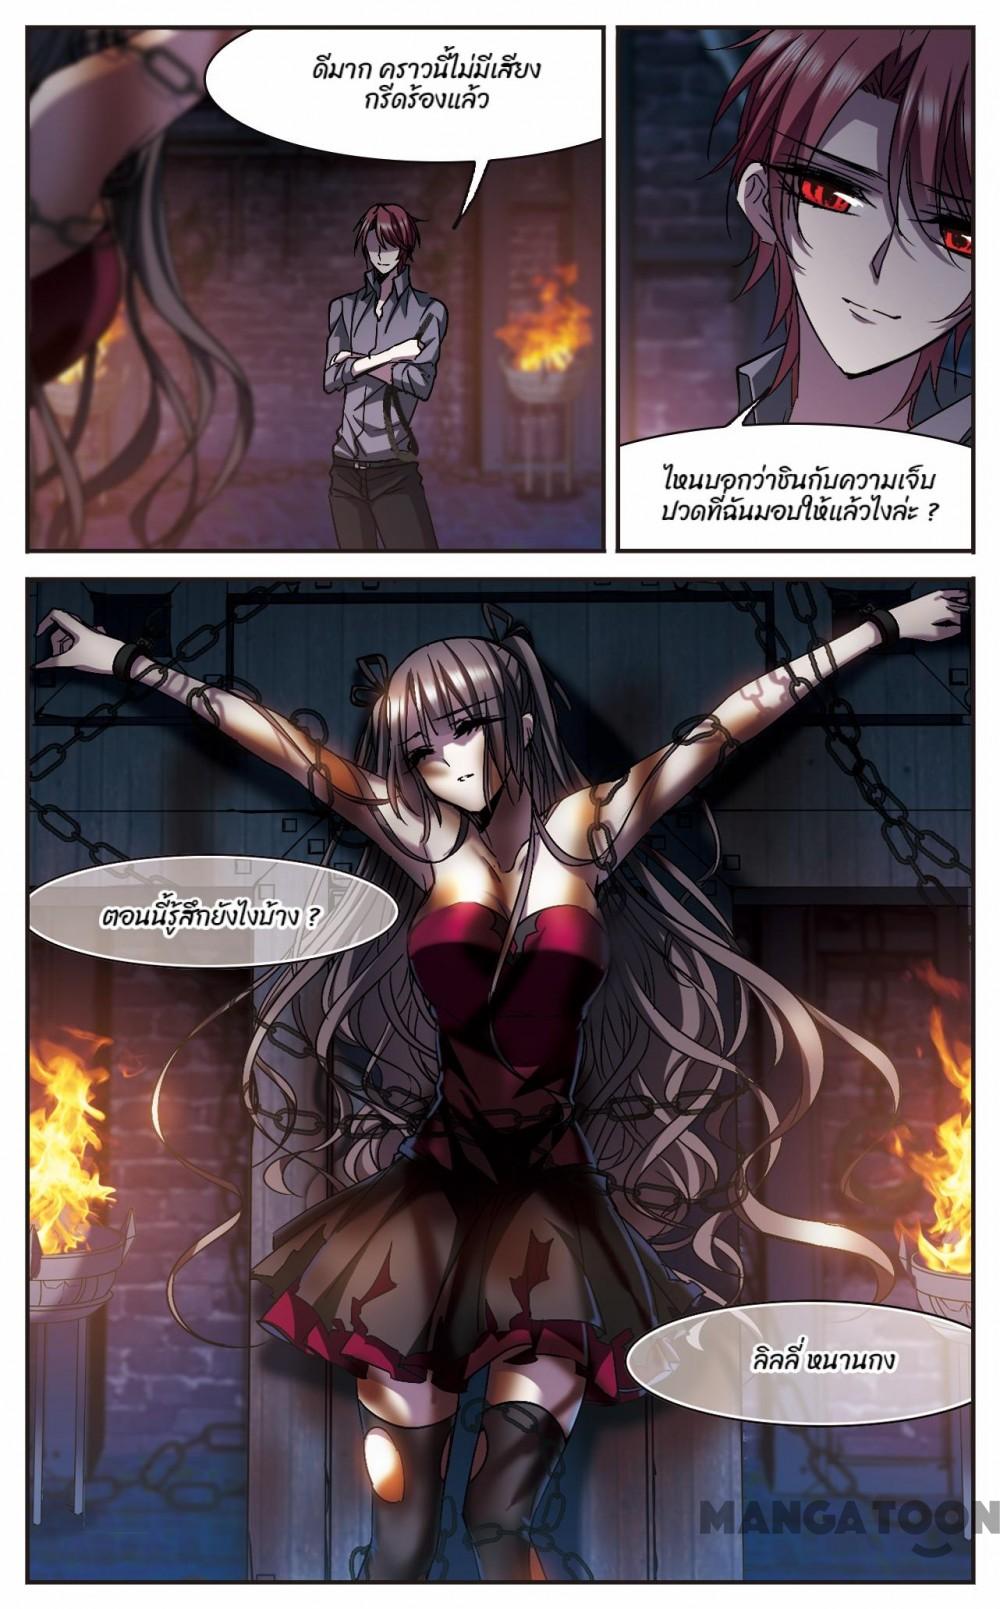 ดีมาก คราวนี้ไม่มีเสียง
กรีดร้องแล้ว
ไหนบอกว่าชินกับความเจ็บ
ปวดที่ฉันมอบให้แล้วไงล่ะ ?
ตอนนี้รู้สึกยังไงบ้าง ?
ลิลลี่ หนานกง
MANGATOON